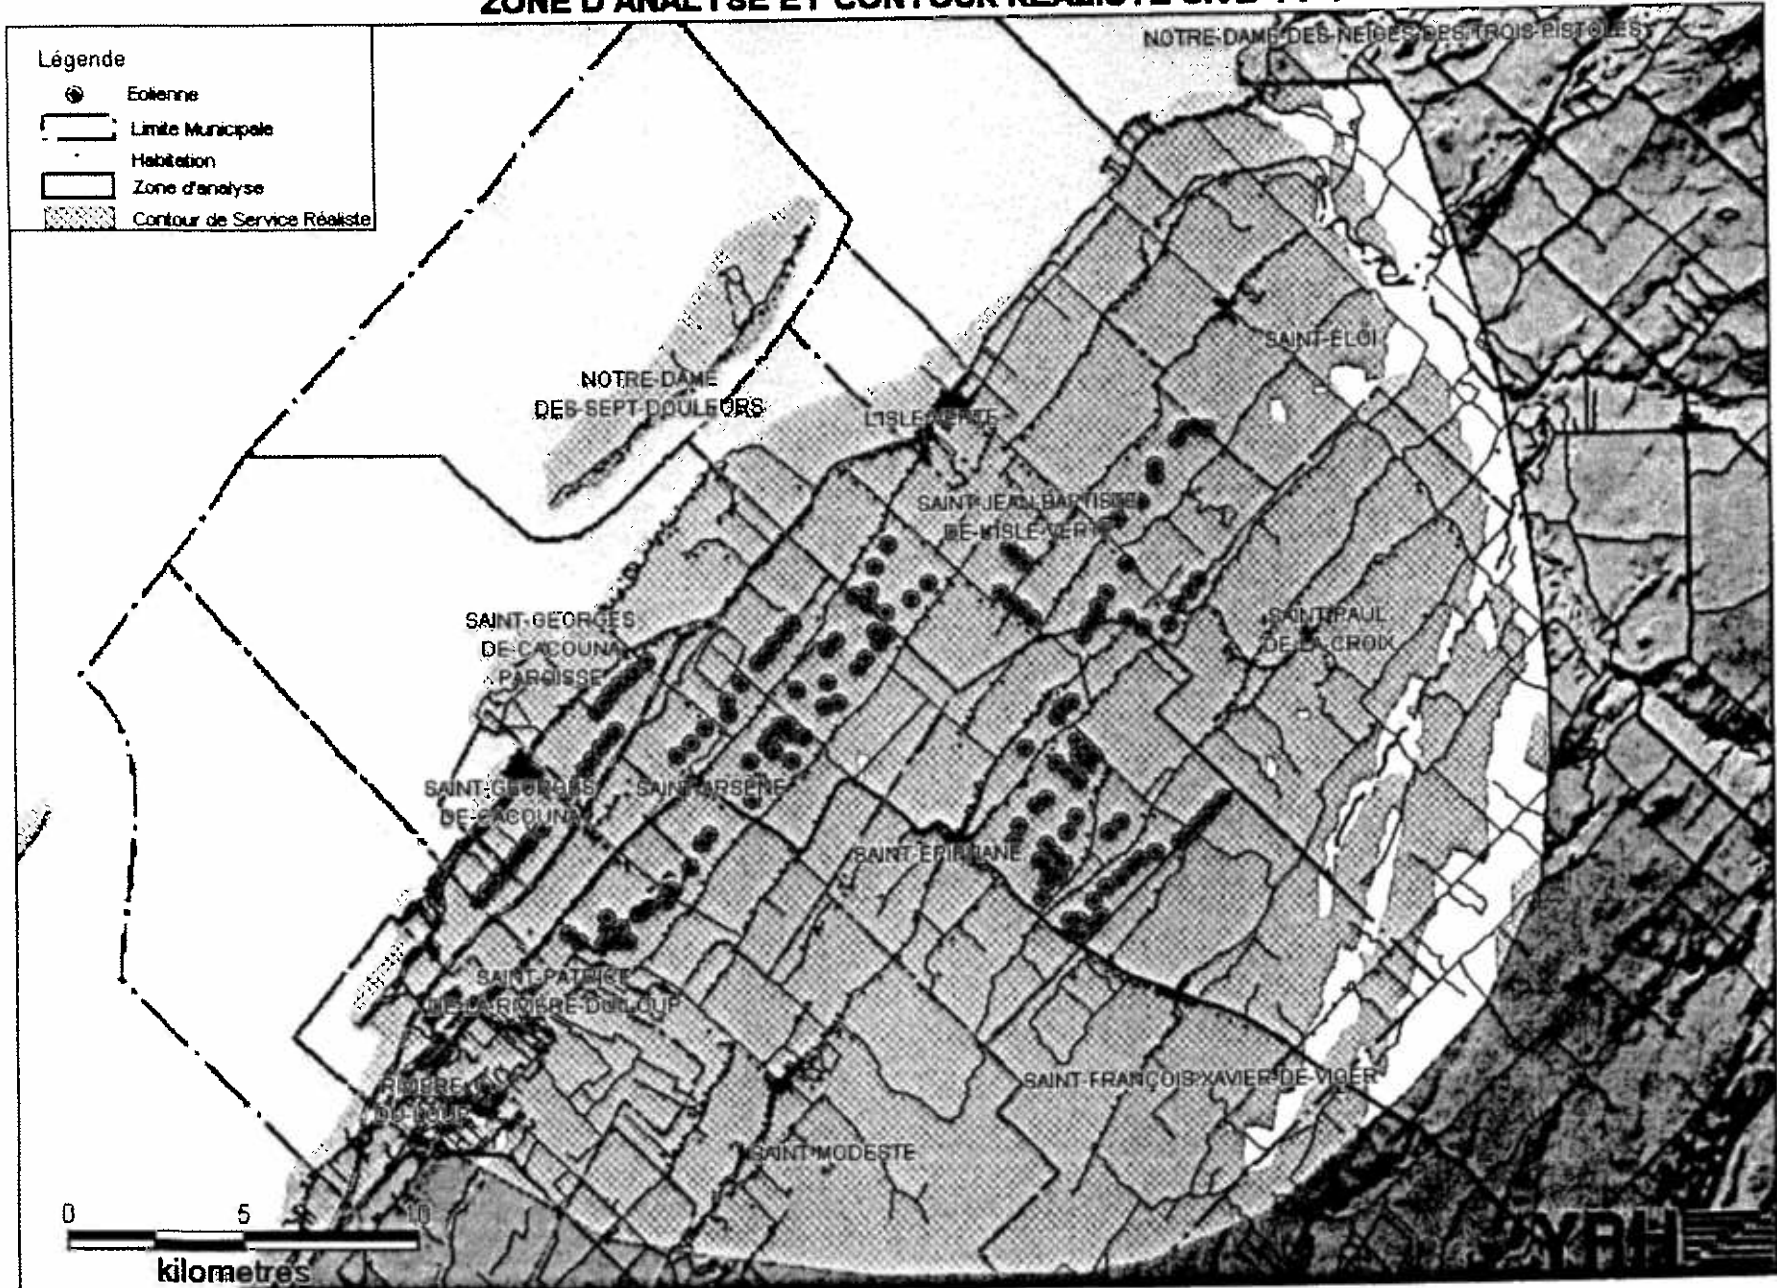 ZONE D'ANALYSE ET CONTOUR RÉALISTE
Légende
Eolienne
Limite Municipale
Habitation
Zone d'analyse
Contour de Service Réaliste
NOTRE-DAME-DES-NEIGES-DES-TROIS-PISTOLES
SAINT-ÉLOI
NOTRE-DAME
DES-SEPT-DOULEURS
L'ISLE-VERTE
SAINT-JEAN-BAPTISTE
DE-L'ISLE-VERTE
SAINT-GEORGES
DE-CACOUNA
PAROISSE
SAINT-PAUL
DE-LA-CROIX
SAINT-GEORGES
DE-CACOUNA
SAINT-ARSÈNE
SAINT-ÉPIPHANE
SAINT-PATRICE
DE-LA-RIVIÈRE-DU-LOUP
RIVIÈRE
DU-LOUP
SAINT-FRANÇOIS-XAVIER-DE-VIGER
SAINT-MODESTE
0 5 10
kilometres
YRH